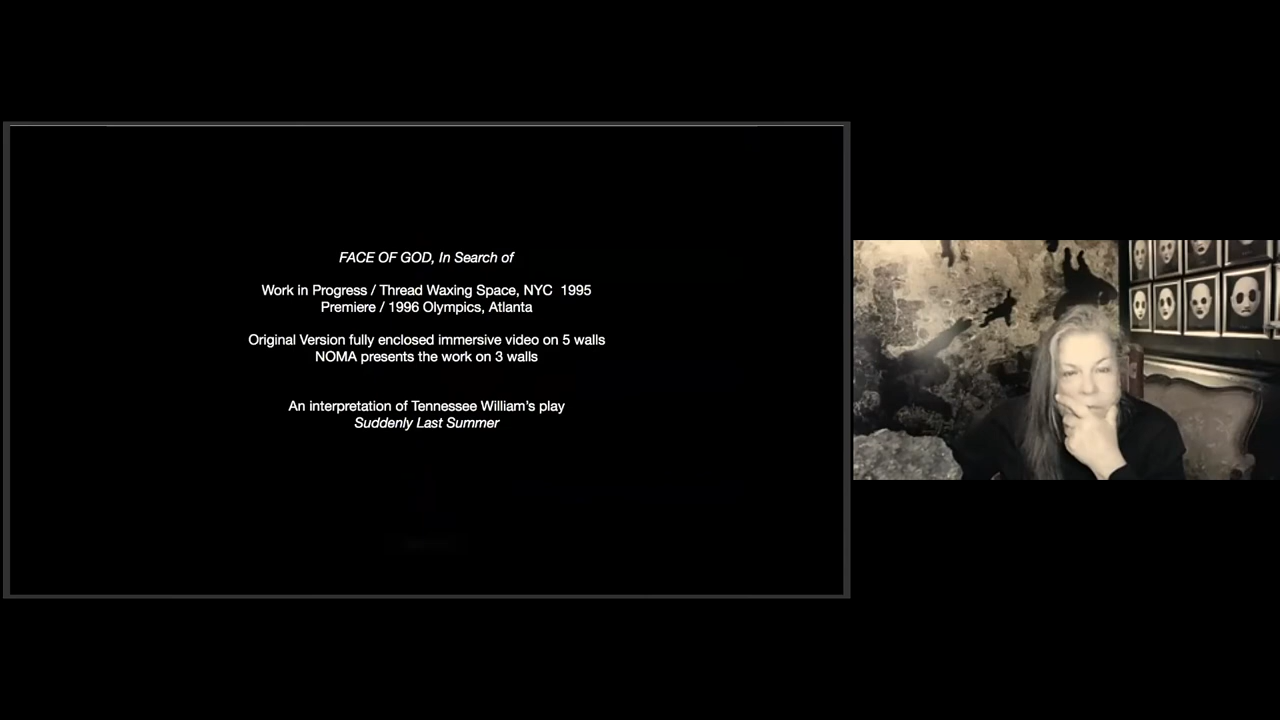 FACE OF GOD, In Search of
Work in Progress / Thread Waxing Space, NYC 1995
Premiere / 1996 Olympics, Atlanta
Original Version fully enclosed immersive video on 5 walls
NOMA presents the work on 3 walls
An interpretation of Tennessee William's play
Suddenly Last Summer